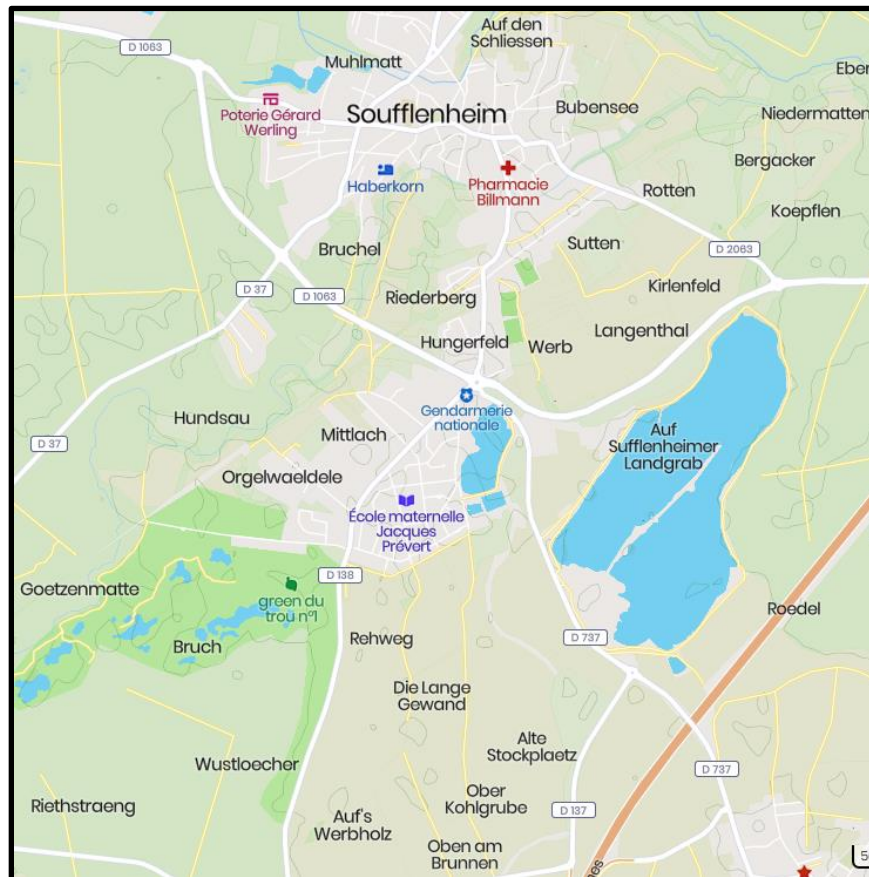 Auf den
Schliessen
D 1063
Muhlmatt
Eber
Poterie Gérard
Werling
Soufflenheim
Bubensee
Niedermatten
Bergacker
Haberkorn
Pharmacie
Billmann
Rotten
Koepflen
Bruchel
Sutten
D 2063
D 37
D 1063
Riederberg
Kirlenfeld
Hungerfeld
Werb
Langenthal
Gendarmerie
nationale
Hundsau
Mittlach
Auf
Sufflenheimer
Landgrab
D 37
Orgelwaeldele
École maternelle
Jacques
Prévert
D 138
Goetzenmatte
green du
trou n°1
Roedel
Bruch
Rehweg
D 737
Die Lange
Gewand
Alte
Stockplaetz
Wustloecher
D 737
Riethstraeng
Ober
Kohlgrube
D 137
Auf's
Werbholz
Oben am
Brunnen
nes
5